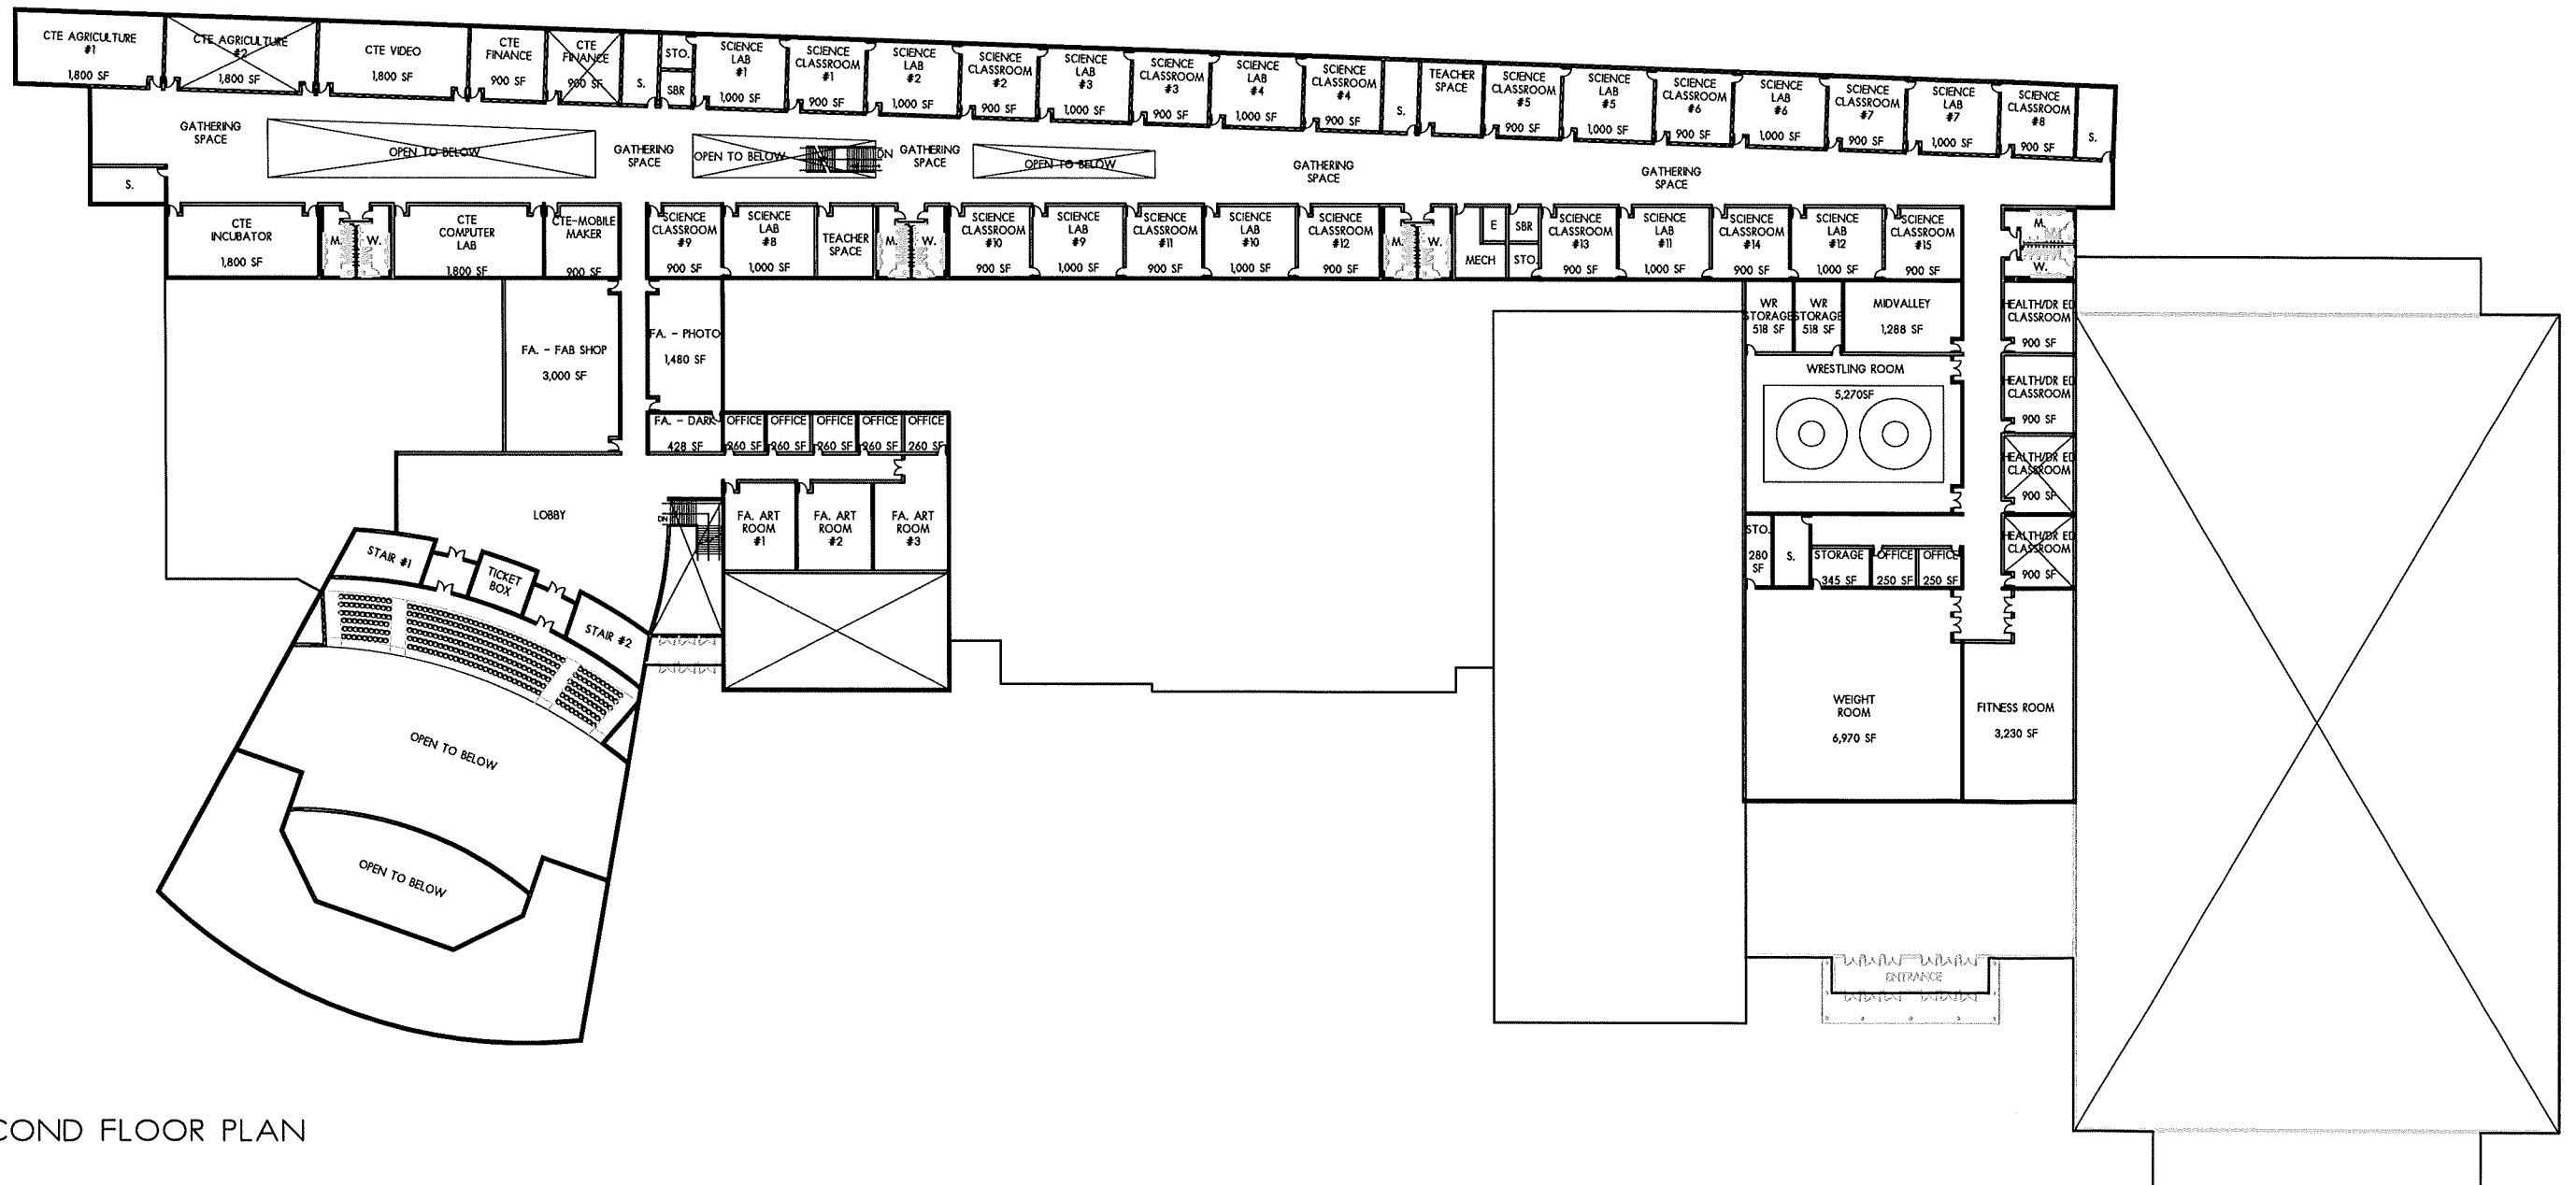 CTE AGRICULTURE
#1
1,800 SF
CTE AGRICULTURE
#2
1,800 SF
CTE VIDEO
1,800 SF
CTE
FINANCE
900 SF
CTE
FINANCE
900 SF
S.
STO.
SBR
SCIENCE
LAB
#1
1,000 SF
SCIENCE
CLASSROOM
#1
900 SF
SCIENCE
LAB
#2
1,000 SF
SCIENCE
CLASSROOM
#2
900 SF
SCIENCE
LAB
#3
1,000 SF
SCIENCE
CLASSROOM
#3
900 SF
SCIENCE
LAB
#4
1,000 SF
SCIENCE
CLASSROOM
#4
900 SF
S.
TEACHER
SPACE
SCIENCE
CLASSROOM
#5
900 SF
SCIENCE
LAB
#5
1,000 SF
SCIENCE
CLASSROOM
#6
900 SF
SCIENCE
LAB
#6
1,000 SF
SCIENCE
CLASSROOM
#7
900 SF
SCIENCE
LAB
#7
1,000 SF
SCIENCE
CLASSROOM
#8
900 SF
S.
GATHERING
SPACE
OPEN TO BELOW
GATHERING
SPACE
OPEN TO BELOW
DN
GATHERING
SPACE
OPEN TO BELOW
GATHERING
SPACE
GATHERING
SPACE
S.
CTE
INCUBATOR
1,800 SF
M.
W.
CTE
COMPUTER
LAB
1,800 SF
CTE-MOBILE
MAKER
900 SF
SCIENCE
CLASSROOM
#9
900 SF
SCIENCE
LAB
#8
1,000 SF
TEACHER
SPACE
M.
W.
SCIENCE
CLASSROOM
#10
900 SF
SCIENCE
LAB
#9
1,000 SF
SCIENCE
CLASSROOM
#11
900 SF
SCIENCE
LAB
#10
1,000 SF
SCIENCE
CLASSROOM
#12
900 SF
M.
W.
E
SBR
MECH
STO.
SCIENCE
CLASSROOM
#13
900 SF
SCIENCE
LAB
#11
1,000 SF
SCIENCE
CLASSROOM
#14
900 SF
SCIENCE
LAB
#12
1,000 SF
SCIENCE
CLASSROOM
#15
900 SF
M.
W.
FA. - FAB SHOP
3,000 SF
FA. - PHOTO
1,480 SF
FA. - DARK
428 SF
OFFICE
260 SF
OFFICE
260 SF
OFFICE
260 SF
OFFICE
260 SF
OFFICE
260 SF
WR
STORAGE
518 SF
WR
STORAGE
518 SF
MIDVALLEY
1,288 SF
HEALTH/DR ED
CLASSROOM
900 SF
WRESTLING ROOM
5,270SF
HEALTH/DR ED
CLASSROOM
900 SF
HEALTH/DR ED
CLASSROOM
900 SF
HEALTH/DR ED
CLASSROOM
900 SF
LOBBY
DN
FA. ART
ROOM
#1
FA. ART
ROOM
#2
FA. ART
ROOM
#3
STO.
280
SF
S.
STORAGE
345 SF
OFFICE
250 SF
OFFICE
250 SF
STAIR #1
TICKET
BOX
STAIR #2
WEIGHT
ROOM
6,970 SF
FITNESS ROOM
3,230 SF
OPEN TO BELOW
OPEN TO BELOW
ENTRANCE
COND FLOOR PLAN